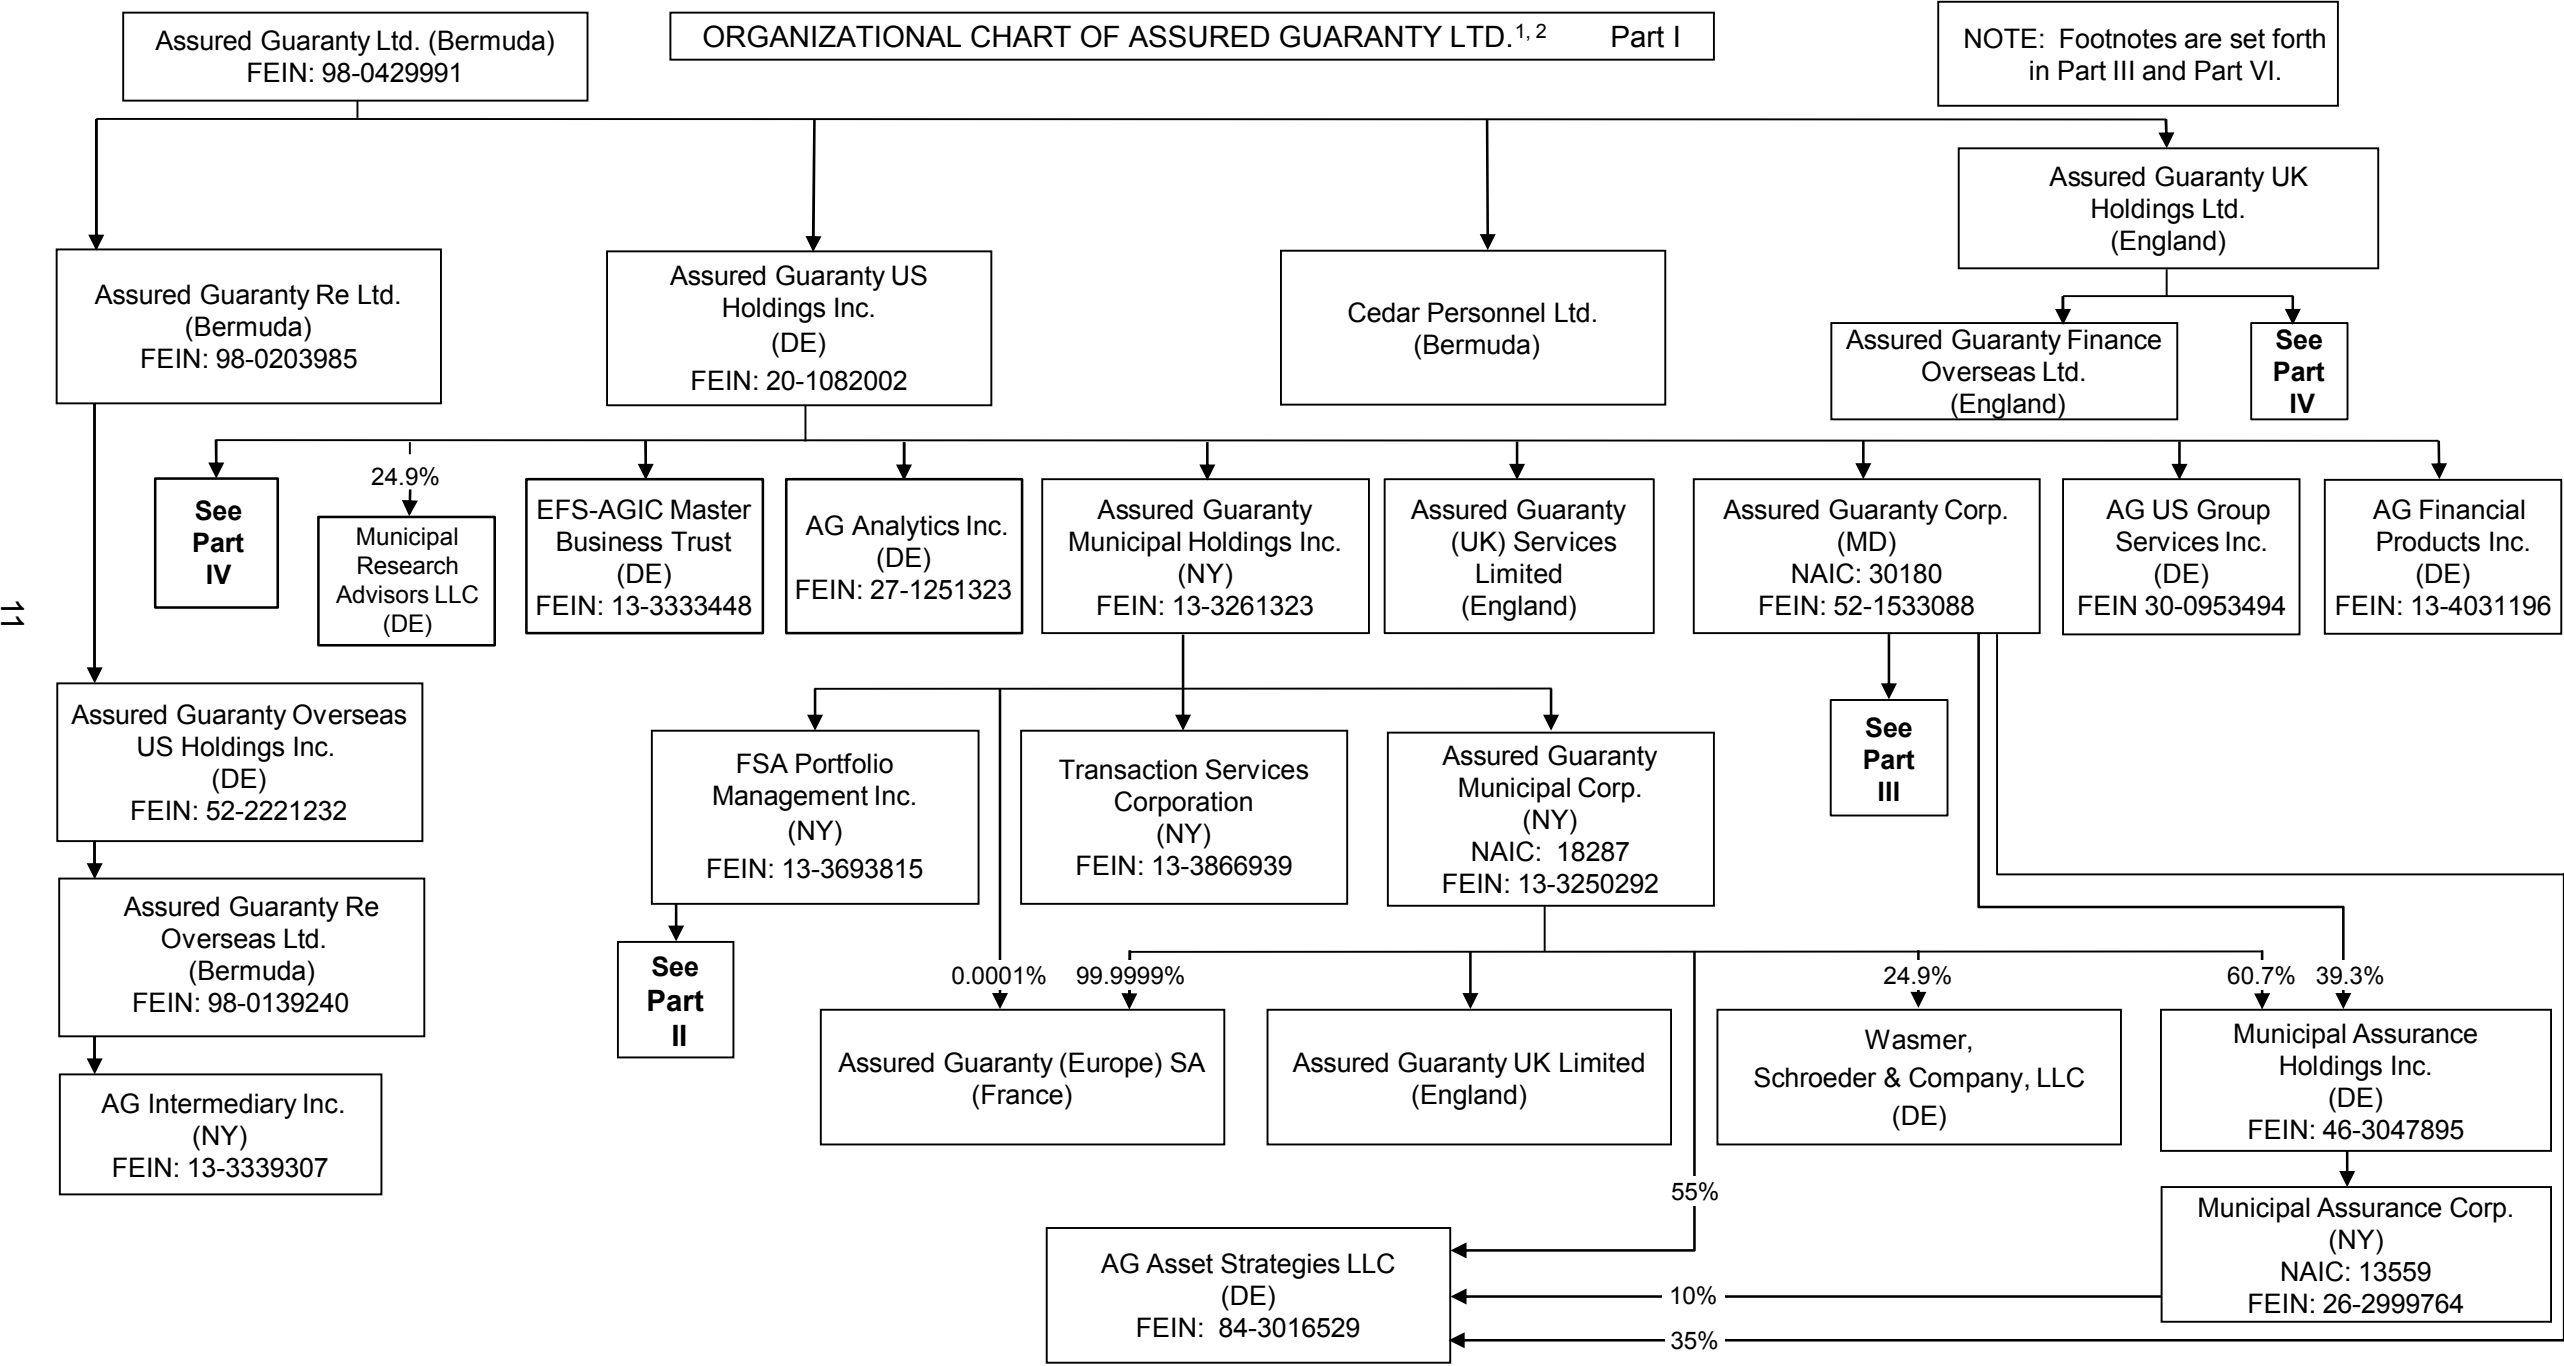 Assured Guaranty Ltd. (Bermuda)
FEIN: 98-0429991
ORGANIZATIONAL CHART OF ASSURED GUARANTY LTD.1, 2 Part I
NOTE: Footnotes are set forth
in Part III and Part VI.
Assured Guaranty UK
Holdings Ltd.
(England)
Assured Guaranty Re Ltd.
(Bermuda)
FEIN: 98-0203985
Assured Guaranty US
Holdings Inc.
(DE)
FEIN: 20-1082002
Cedar Personnel Ltd.
(Bermuda)
Assured Guaranty Finance
Overseas Ltd.
(England)
See
Part
IV
See
Part
IV
24.9%
Municipal
Research
Advisors LLC
(DE)
EFS-AGIC Master
Business Trust
(DE)
FEIN: 13-3333448
AG Analytics Inc.
(DE)
FEIN: 27-1251323
Assured Guaranty
Municipal Holdings Inc.
(NY)
FEIN: 13-3261323
Assured Guaranty
(UK) Services
Limited
(England)
Assured Guaranty Corp.
(MD)
NAIC: 30180
FEIN: 52-1533088
AG US Group
Services Inc.
(DE)
FEIN 30-0953494
AG Financial
Products Inc.
(DE)
FEIN: 13-4031196
11
Assured Guaranty Overseas
US Holdings Inc.
(DE)
FEIN: 52-2221232
FSA Portfolio
Management Inc.
(NY)
FEIN: 13-3693815
Transaction Services
Corporation
(NY)
FEIN: 13-3866939
Assured Guaranty
Municipal Corp.
(NY)
NAIC: 18287
FEIN: 13-3250292
See
Part
III
Assured Guaranty Re
Overseas Ltd.
(Bermuda)
FEIN: 98-0139240
See
Part
II
0.0001%
99.9999%
24.9%
60.7%
39.3%
Assured Guaranty (Europe) SA
(France)
Assured Guaranty UK Limited
(England)
Wasmer,
Schroeder & Company, LLC
(DE)
Municipal Assurance
Holdings Inc.
(DE)
FEIN: 46-3047895
AG Intermediary Inc.
(NY)
FEIN: 13-3339307
55%
Municipal Assurance Corp.
(NY)
NAIC: 13559
FEIN: 26-2999764
AG Asset Strategies LLC
(DE)
FEIN: 84-3016529
10%
35%